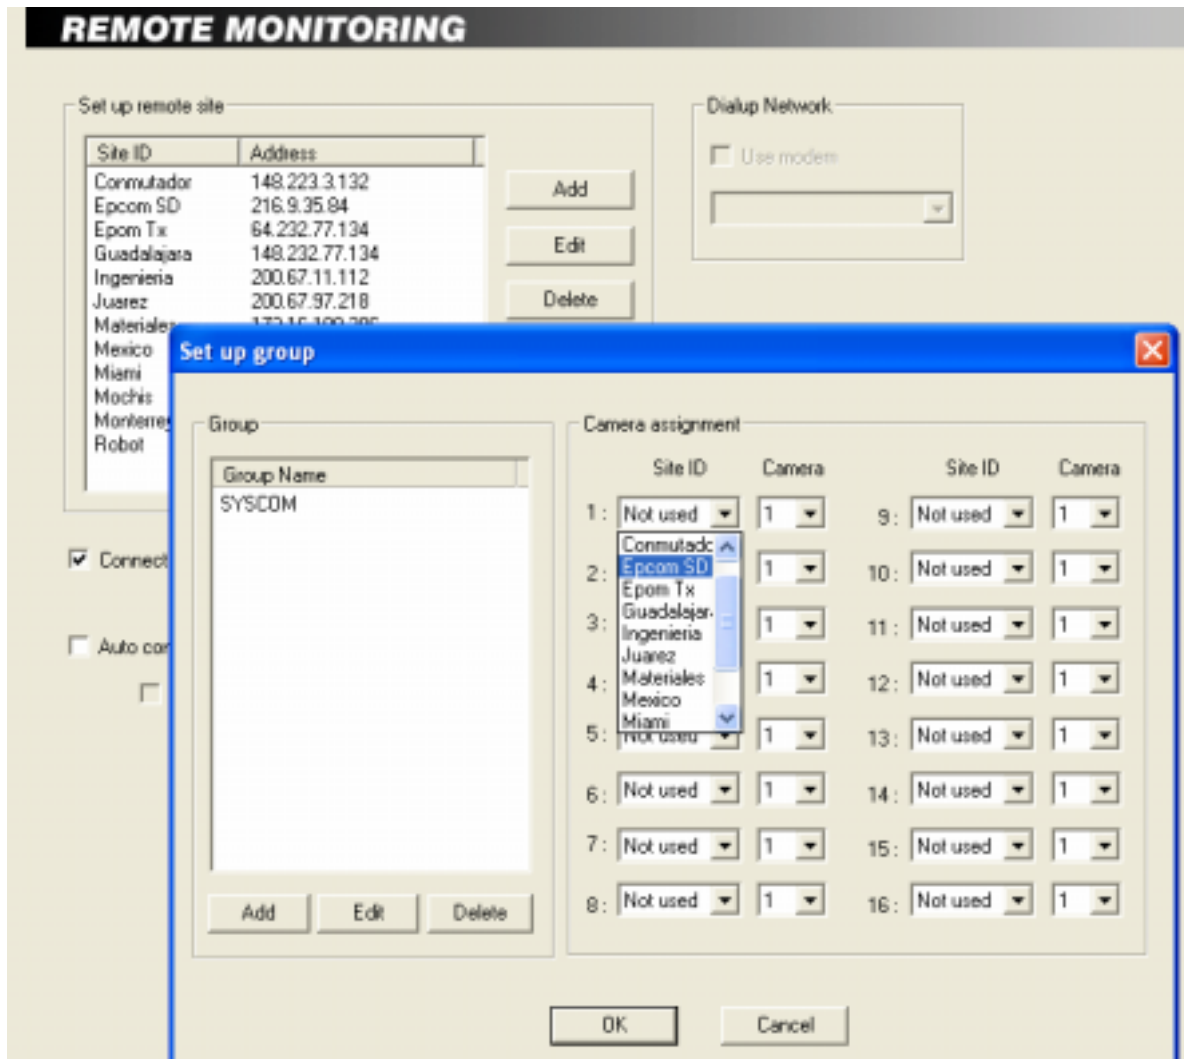 REMOTE MONITORING
Set up remote site
Site ID Address
Conmutador 148.223.3.132
Epcom SD 216.9.35.84
Epom Tx 64.232.77.134
Guadalajara 148.232.77.134
Ingenieria 200.67.11.112
Juarez 200.67.97.218
Materiales
Mexico
Miami
Mochis
Monterrey
Robot
Add
Edit
Delete
Dialup Network
Use modem
Connect
Auto con
Set up group
Group
Group Name
SYSCOM
Add Edit Delete
Camera assignment
Site ID Camera Site ID Camera
1: Not used 1 9: Not used 1
Conmutadc
Epcom SD
Epom Tx
Guadalajar
Ingenieria
Juarez
Materiales
Mexico
Miami
2: 1 10: Not used 1
3: 1 11: Not used 1
4: 1 12: Not used 1
5: Not used 1 13: Not used 1
6: Not used 1 14: Not used 1
7: Not used 1 15: Not used 1
8: Not used 1 16: Not used 1
OK Cancel